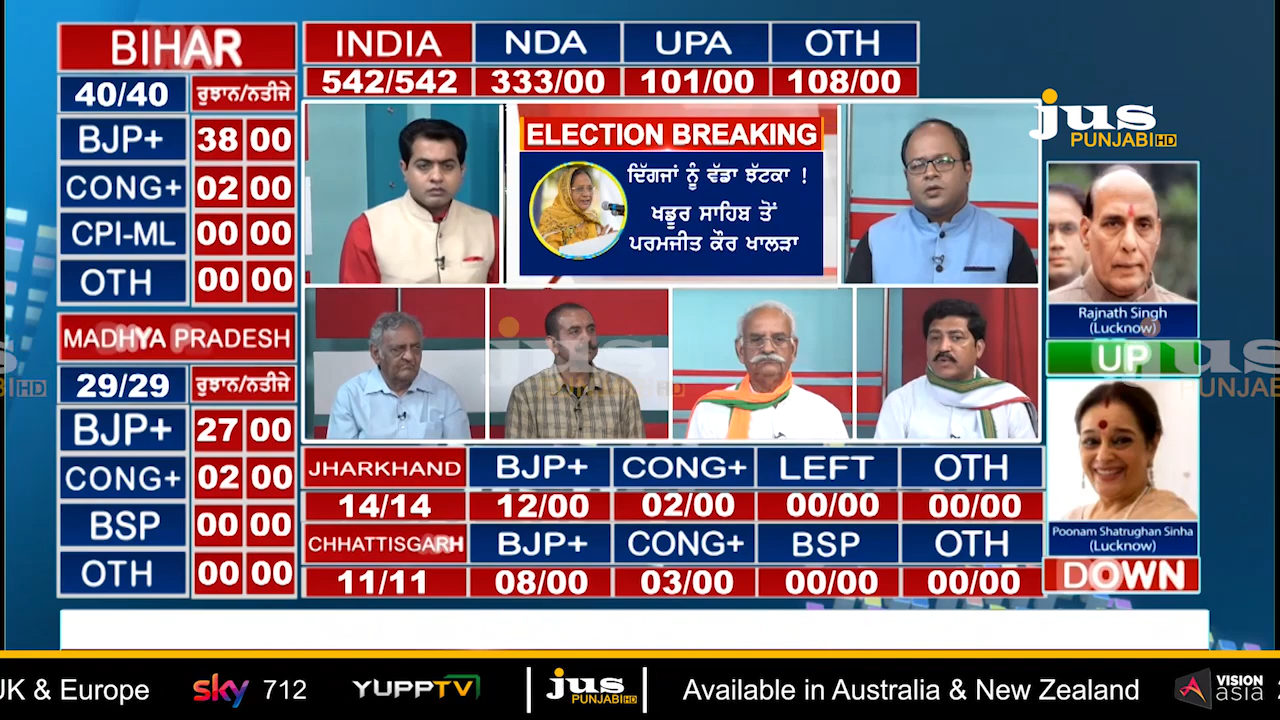 BIHAR
40/40 ਰੁਝਾਨ/ਨਤੀਜੇ
BJP+ 38 00
CONG+ 02 00
CPI-ML 00 00
OTH 00 00
MADHYA PRADESH
29/29 ਰੁਝਾਨ/ਨਤੀਜੇ
BJP+ 27 00
CONG+ 02 00
BSP 00 00
OTH 00 00
INDIA NDA UPA OTH
542/542 333/00 101/00 108/00
ELECTION BREAKING
ਦਿੱਗਜਾਂ ਨੂੰ ਵੱਡਾ ਝੱਟਕਾ !
ਖਡੂਰ ਸਾਹਿਬ ਤੋਂ
ਪਰਮਜੀਤ ਕੌਰ ਖਾਲੜਾ
jus
PUNJABI HD
Rajnath Singh
(Lucknow)
UP
Poonam Shatrughan Sinha
(Lucknow)
DOWN
jus
PUNJABI HD
JHARKHAND BJP+ CONG+ LEFT OTH
14/14 12/00 02/00 00/00 00/00
CHHATTISGARH BJP+ CONG+ BSP OTH
11/11 08/00 03/00 00/00 00/00
UK & Europe sky 712 YUPPTV jus PUNJABI HD Available in Australia & New Zealand VISION asia